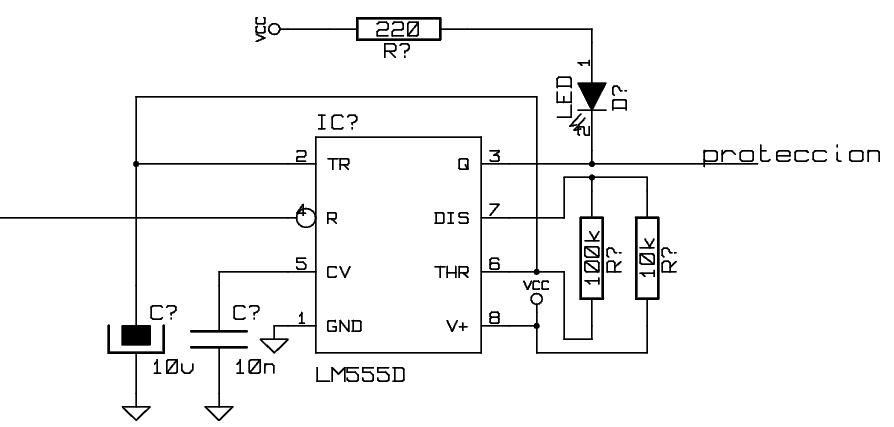 VCC
220
R?
1
LED
D?
2
IC?
2
TR
Q
3
proteccion
4
R
DIS
7
5
CV
THR
6
100k
R?
10k
R?
VCC
C?
C?
1
GND
V+
8
10u
10n
LM555D